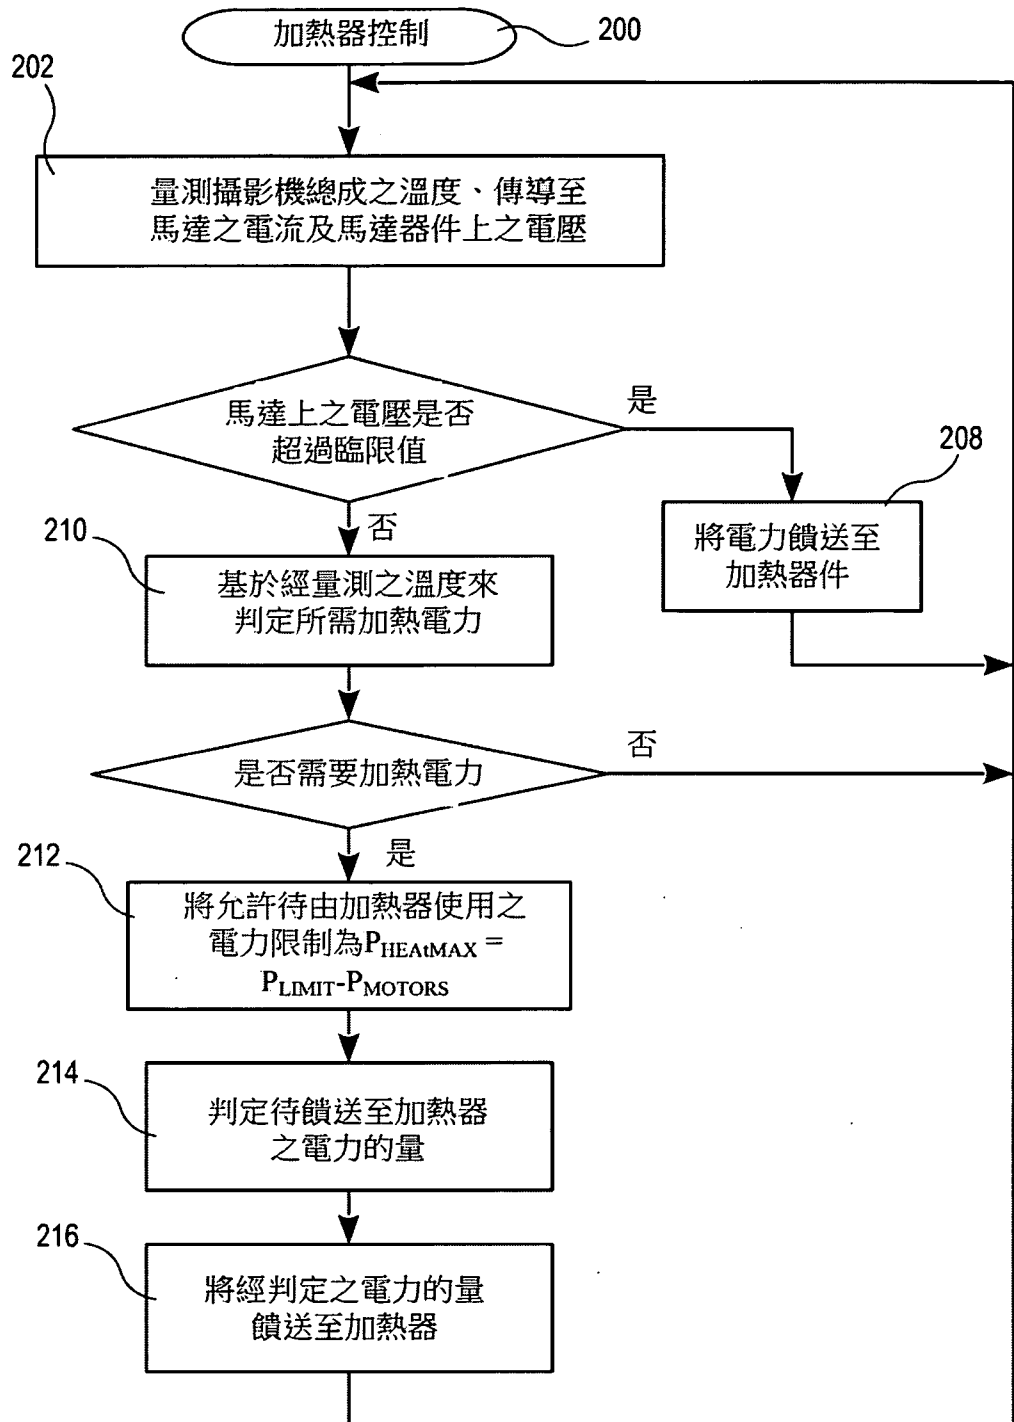 加熱器控制
200
202
量測攝影機總成之溫度、傳導至
馬達之電流及馬達器件上之電壓
馬達上之電壓是否
超過臨限值
是
208
將電力饋送至
加熱器件
否
210
基於經量測之溫度來
判定所需加熱電力
是否需要加熱電力
否
是
212
將允許待由加熱器使用之
電力限制為PHEAtMAX =
PLIMIT-PMOTORS
214
判定待饋送至加熱器
之電力的量
216
將經判定之電力的量
饋送至加熱器